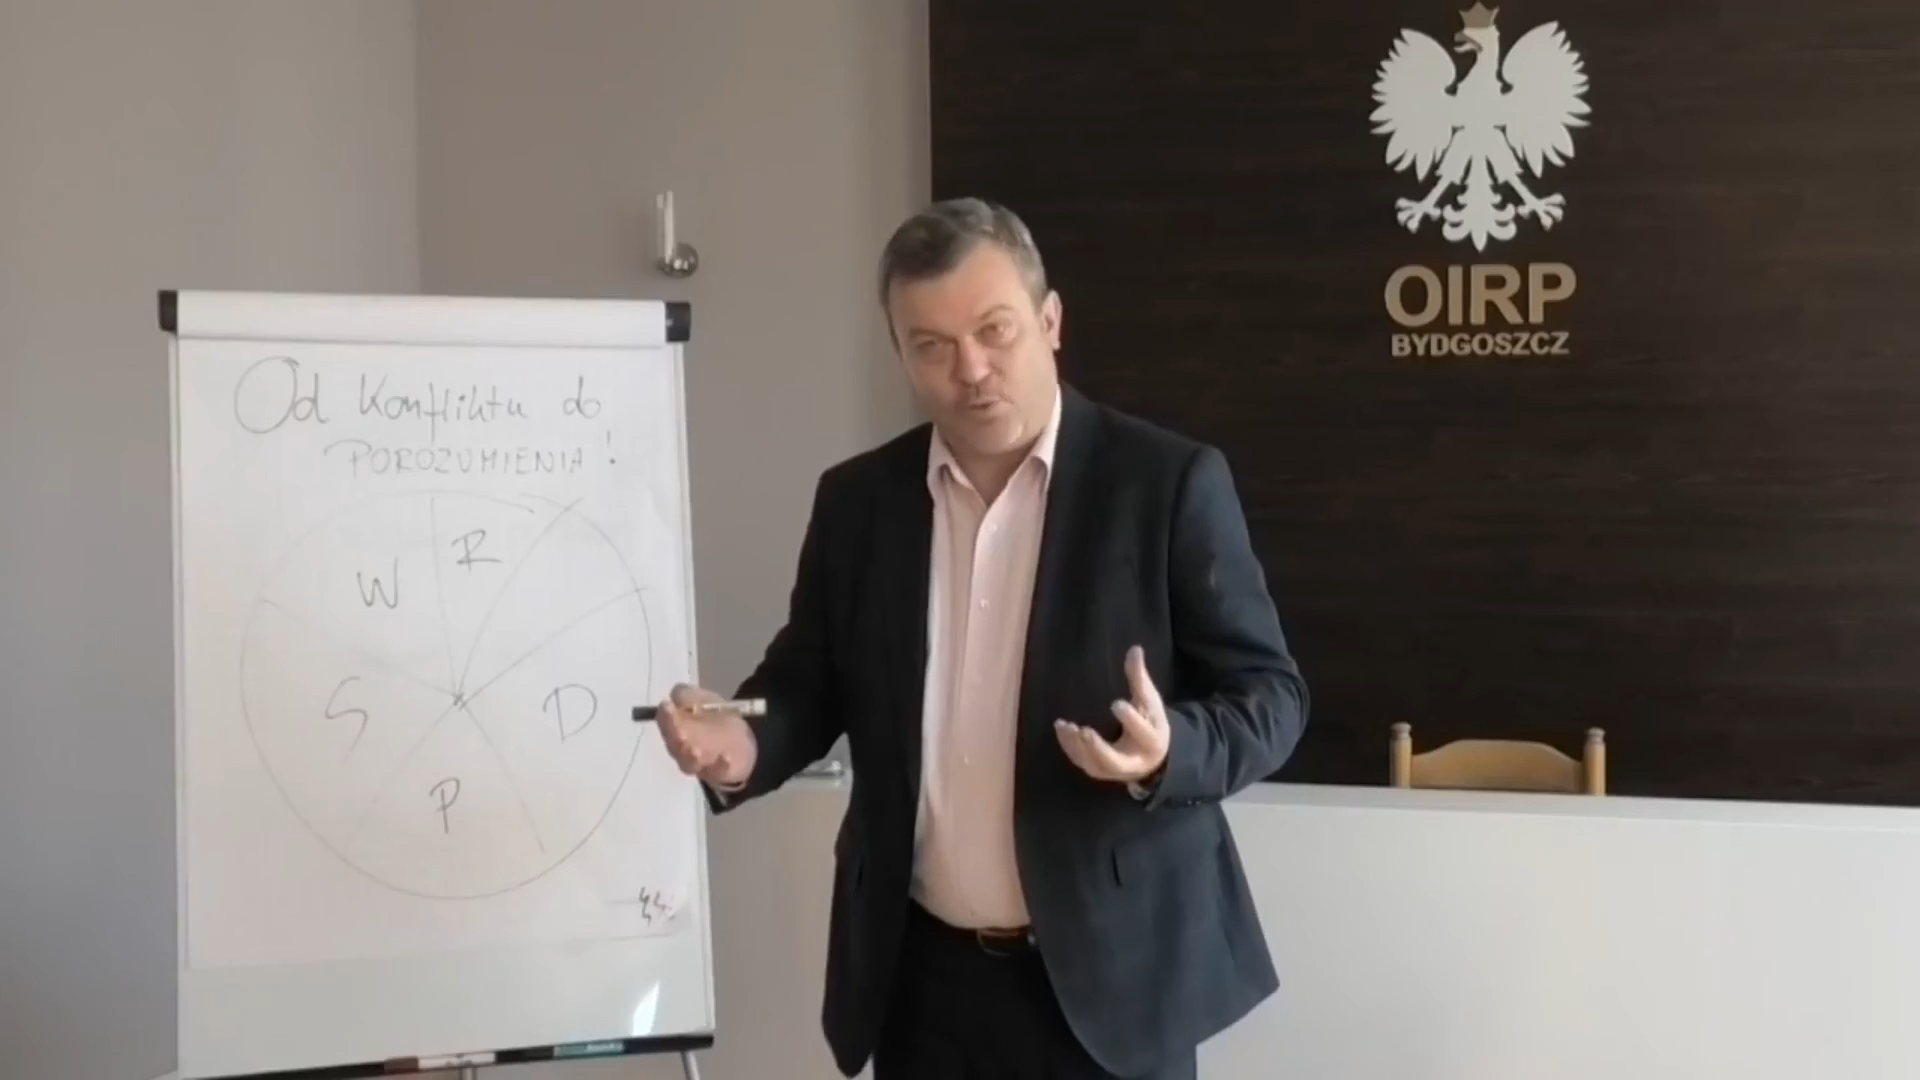 Od Konfliktu do
POROZUMIENIA!
W
R
S
D
P
OIRP
BYDGOSZCZ